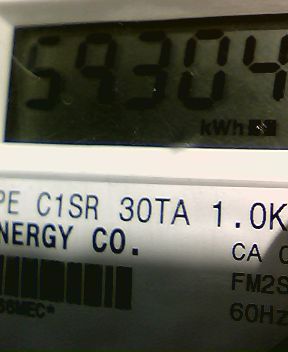 59304
kWh
PE C1SR 30TA 1.0K
NERGY CO.
CA
FM2S
60Hz